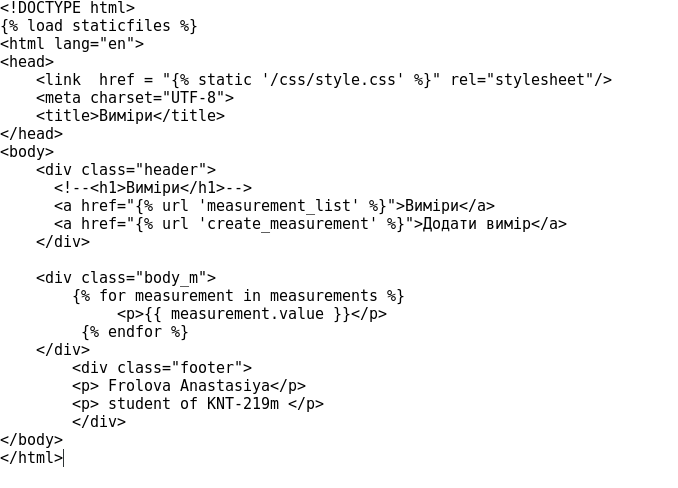 <!DOCTYPE html>
{% load staticfiles %}
<html lang="en">
<head>
    <link  href = "{% static '/css/style.css' %}" rel="stylesheet"/>
    <meta charset="UTF-8">
    <title>Виміри</title>
</head>
<body>
    <div class="header">
      <!--<h1>Виміри</h1>-->
      <a href="{% url 'measurement_list' %}">Виміри</a>
      <a href="{% url 'create_measurement' %}">Додати вимір</a>
    </div>

    <div class="body_m">
        {% for measurement in measurements %}
             <p>{{ measurement.value }}</p>
         {% endfor %}
    </div>
        <div class="footer">
        <p> Frolova Anastasiya</p>
        <p> student of KNT-219m </p>
        </div>
</body>
</html>